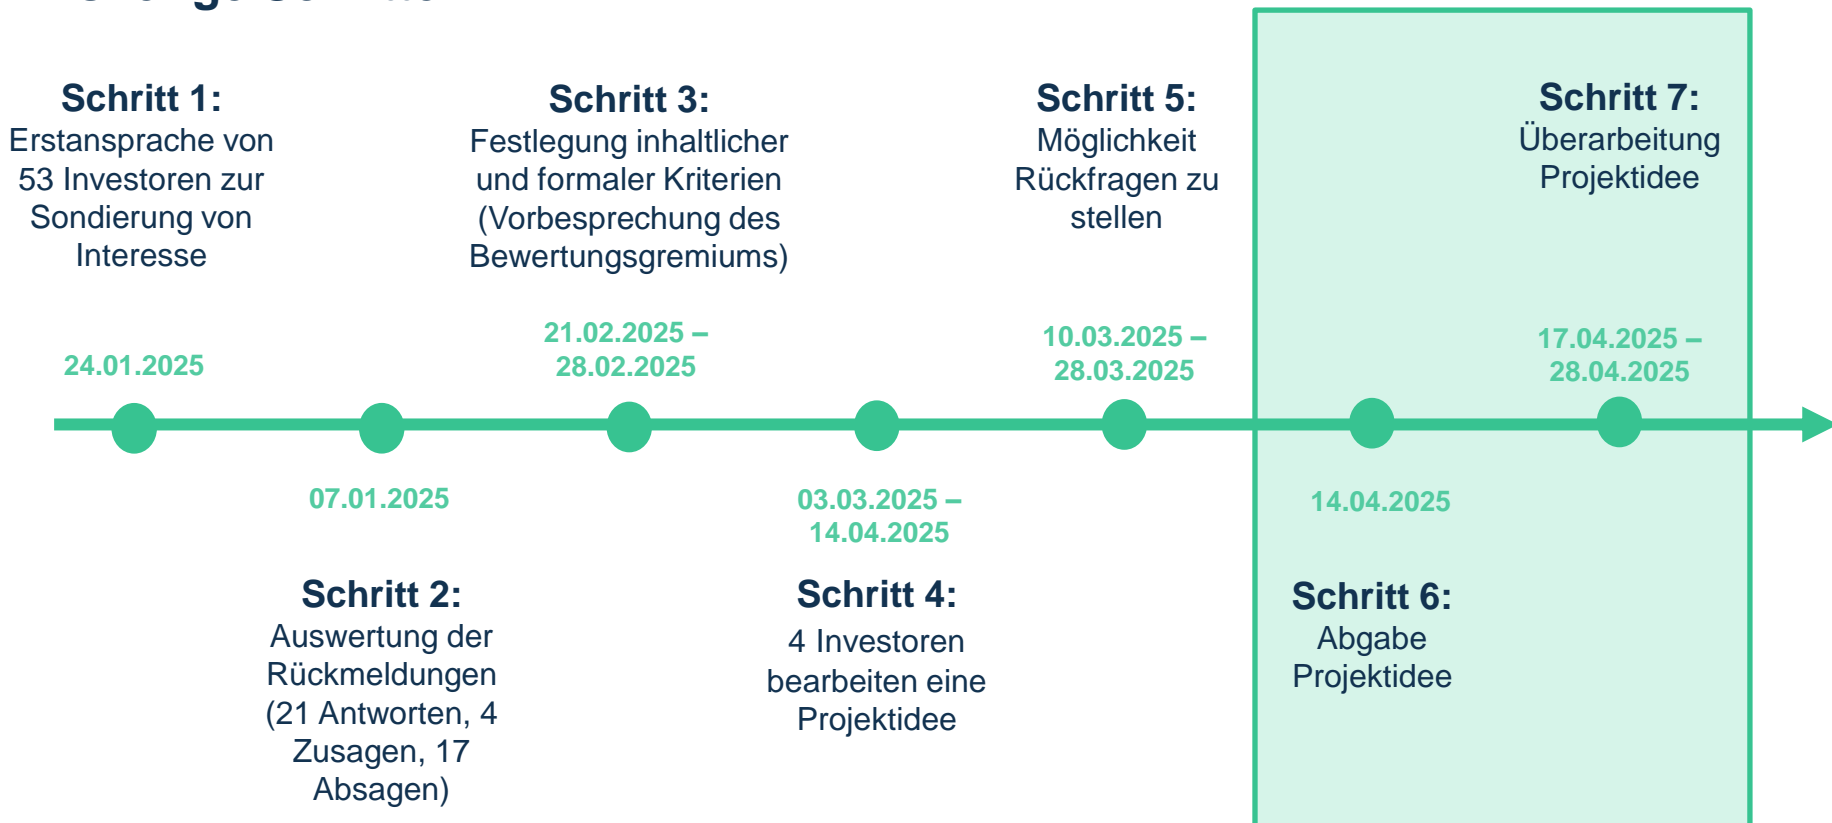 Schritt 1:
Erstansprache von
53 Investoren zur
Sondierung von
Interesse
24.01.2025
07.01.2025
Schritt 2:
Auswertung der
Rückmeldungen
(21 Antworten, 4
Zusagen, 17
Absagen)
Schritt 3:
Festlegung inhaltlicher
und formaler Kriterien
(Vorbesprechung des
Bewertungsgremiums)
21.02.2025 –
28.02.2025
03.03.2025 –
14.04.2025
Schritt 4:
4 Investoren
bearbeiten eine
Projektidee
Schritt 5:
Möglichkeit
Rückfragen zu
stellen
10.03.2025 –
28.03.2025
14.04.2025
Schritt 6:
Abgabe
Projektidee
Schritt 7:
Überarbeitung
Projektidee
17.04.2025 –
28.04.2025